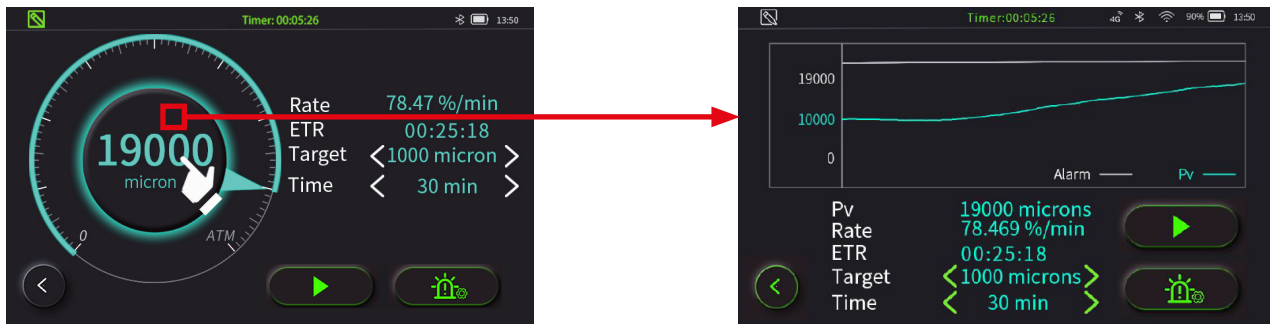 Timer: 00:05:26
13:50
19000
micron
0
ATM
Rate 78.47 %/min
ETR 00:25:18
Target 1000 micron
Time 30 min
Timer:00:05:26
4G
90%
13:50
19000
10000
0
Alarm
Pv
Pv 19000 microns
Rate 78.469 %/min
ETR 00:25:18
Target 1000 microns
Time 30 min